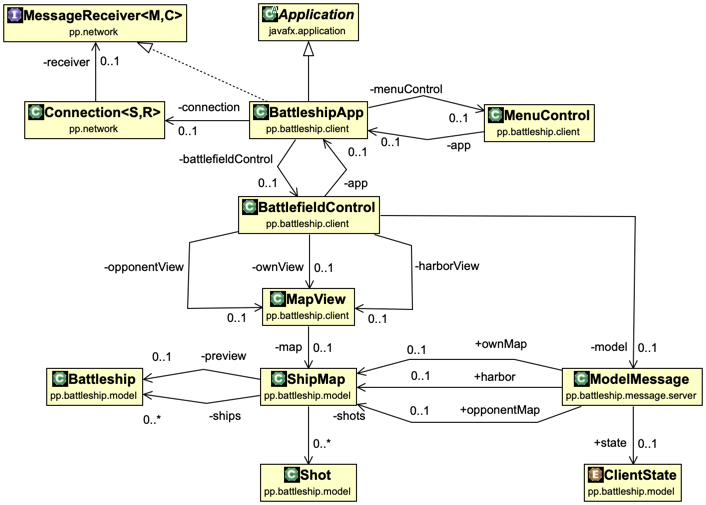 MessageReceiver<M,C>
pp.network
Application
javafx.application
-receiver
0..1
Connection<S,R>
pp.network
-connection
0..1
BattleshipApp
pp.battleship.client
-menuControl
0..1
MenuControl
pp.battleship.client
0..1
-app
-battlefieldControl
0..1
0..1
-app
BattlefieldControl
pp.battleship.client
-opponentView
0..1
-ownView
0..1
-harborView
0..1
MapView
pp.battleship.client
-map
0..1
-model
0..1
Battleship
pp.battleship.model
0..1
-preview
0..*
-ships
ShipMap
pp.battleship.model
0..1
+ownMap
0..1
+harbor
0..1
+opponentMap
ModelMessage
pp.battleship.message.server
-shots
0..*
+state
0..1
Shot
pp.battleship.model
ClientState
pp.battleship.model